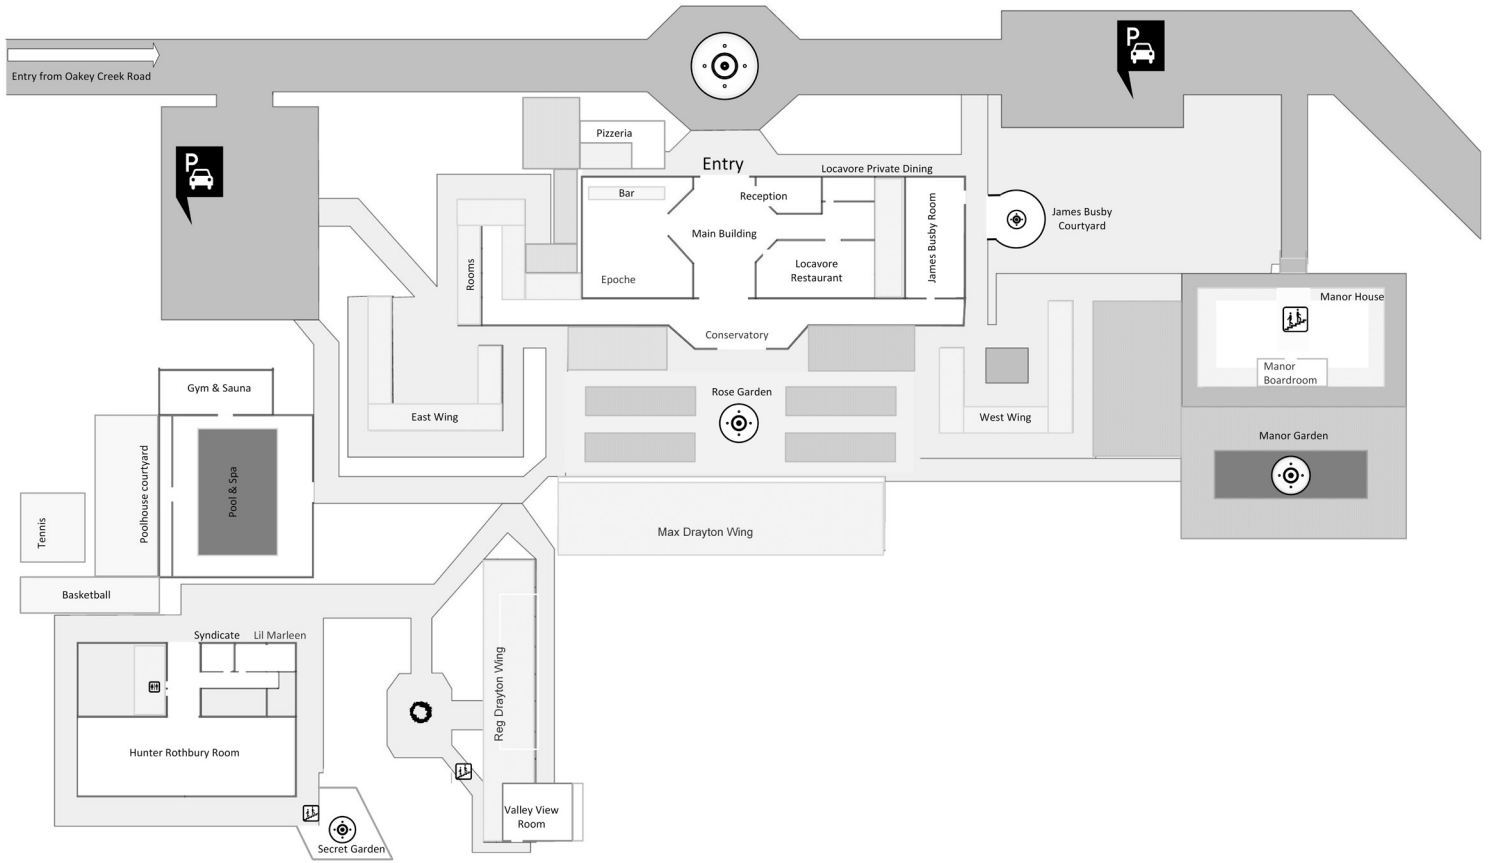 P
Entry from Oakey Creek Road
P
Pizzeria
Entry
Locavore Private Dining
Bar
Reception
James Busby Room
James Busby
Courtyard
Main Building
Rooms
Epoche
Locavore
Restaurant
Manor House
Conservatory
Manor
Boardroom
Gym & Sauna
Rose Garden
East Wing
West Wing
Manor Garden
Poolhouse courtyard
Pool & Spa
Tennis
Max Drayton Wing
Basketball
Syndicate
Lil Marleen
Reg Drayton Wing
Hunter Rothbury Room
Valley View
Room
Secret Garden